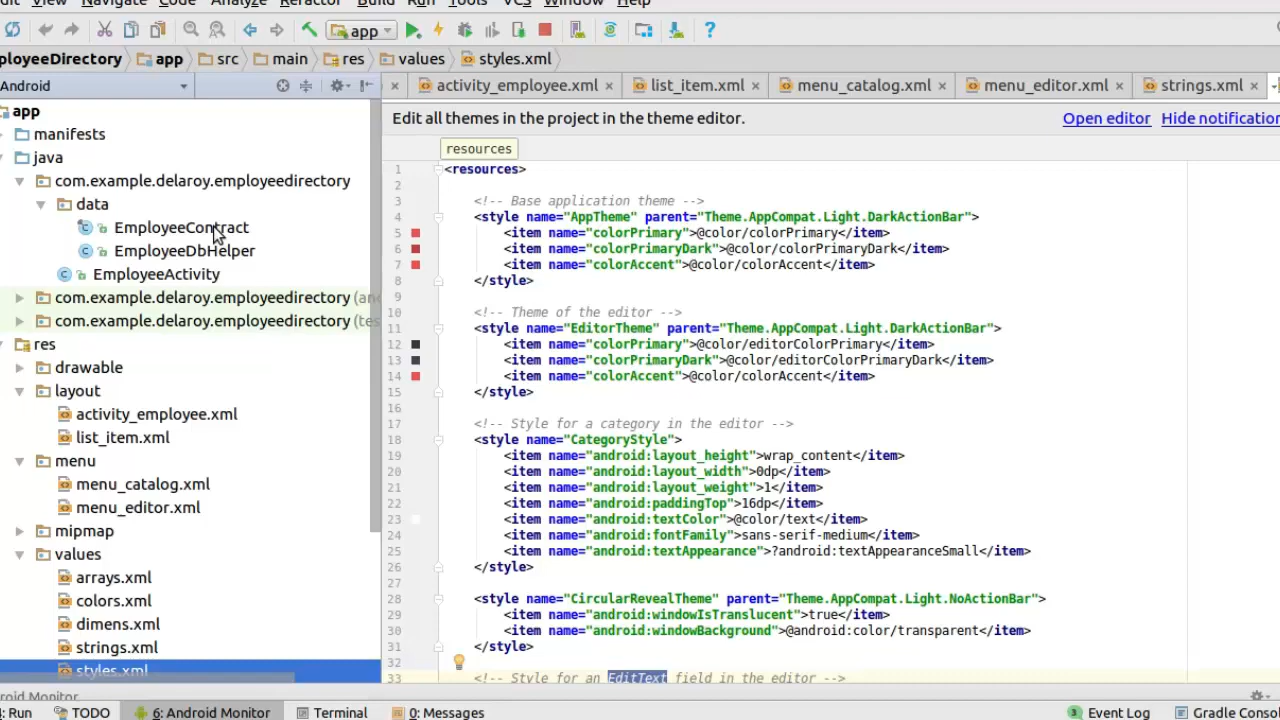 Edit View Navigate Code Analyze Refactor Build Run Tools VCS Window Help
app
ployeeDirectory app src main res values styles.xml
Android
activity_employee.xml list_item.xml menu_catalog.xml menu_editor.xml strings.xml
app
manifests
java
com.example.delaroy.employeedirectory
data
EmployeeContract
EmployeeDbHelper
EmployeeActivity
com.example.delaroy.employeedirectory (an
com.example.delaroy.employeedirectory (tes
res
drawable
layout
activity_employee.xml
list_item.xml
menu
menu_catalog.xml
menu_editor.xml
mipmap
values
arrays.xml
colors.xml
dimens.xml
strings.xml
styles.xml
Edit all themes in the project in the theme editor. Open editor Hide notification
resources
1 <resources>
2
3 <!-- Base application theme -->
4 <style name="AppTheme" parent="Theme.AppCompat.Light.DarkActionBar">
5 <item name="colorPrimary">@color/colorPrimary</item>
6 <item name="colorPrimaryDark">@color/colorPrimaryDark</item>
7 <item name="colorAccent">@color/colorAccent</item>
8 </style>
9
10 <!-- Theme of the editor -->
11 <style name="EditorTheme" parent="Theme.AppCompat.Light.DarkActionBar">
12 <item name="colorPrimary">@color/editorColorPrimary</item>
13 <item name="colorPrimaryDark">@color/editorColorPrimaryDark</item>
14 <item name="colorAccent">@color/colorAccent</item>
15 </style>
16
17 <!-- Style for a category in the editor -->
18 <style name="CategoryStyle">
19 <item name="android:layout_height">wrap_content</item>
20 <item name="android:layout_width">0dp</item>
21 <item name="android:layout_weight">1</item>
22 <item name="android:paddingTop">16dp</item>
23 <item name="android:textColor">@color/text</item>
24 <item name="android:fontFamily">sans-serif-medium</item>
25 <item name="android:textAppearance">?android:textAppearanceSmall</item>
26 </style>
27
28 <style name="CircularRevealTheme" parent="Theme.AppCompat.Light.NoActionBar">
29 <item name="android:windowIsTranslucent">true</item>
30 <item name="android:windowBackground">@android:color/transparent</item>
31 </style>
32
33 <!-- Style for an EditText field in the editor -->
roid Monitor
: Run TODO 6: Android Monitor Terminal 0: Messages 3 Event Log Gradle Consol